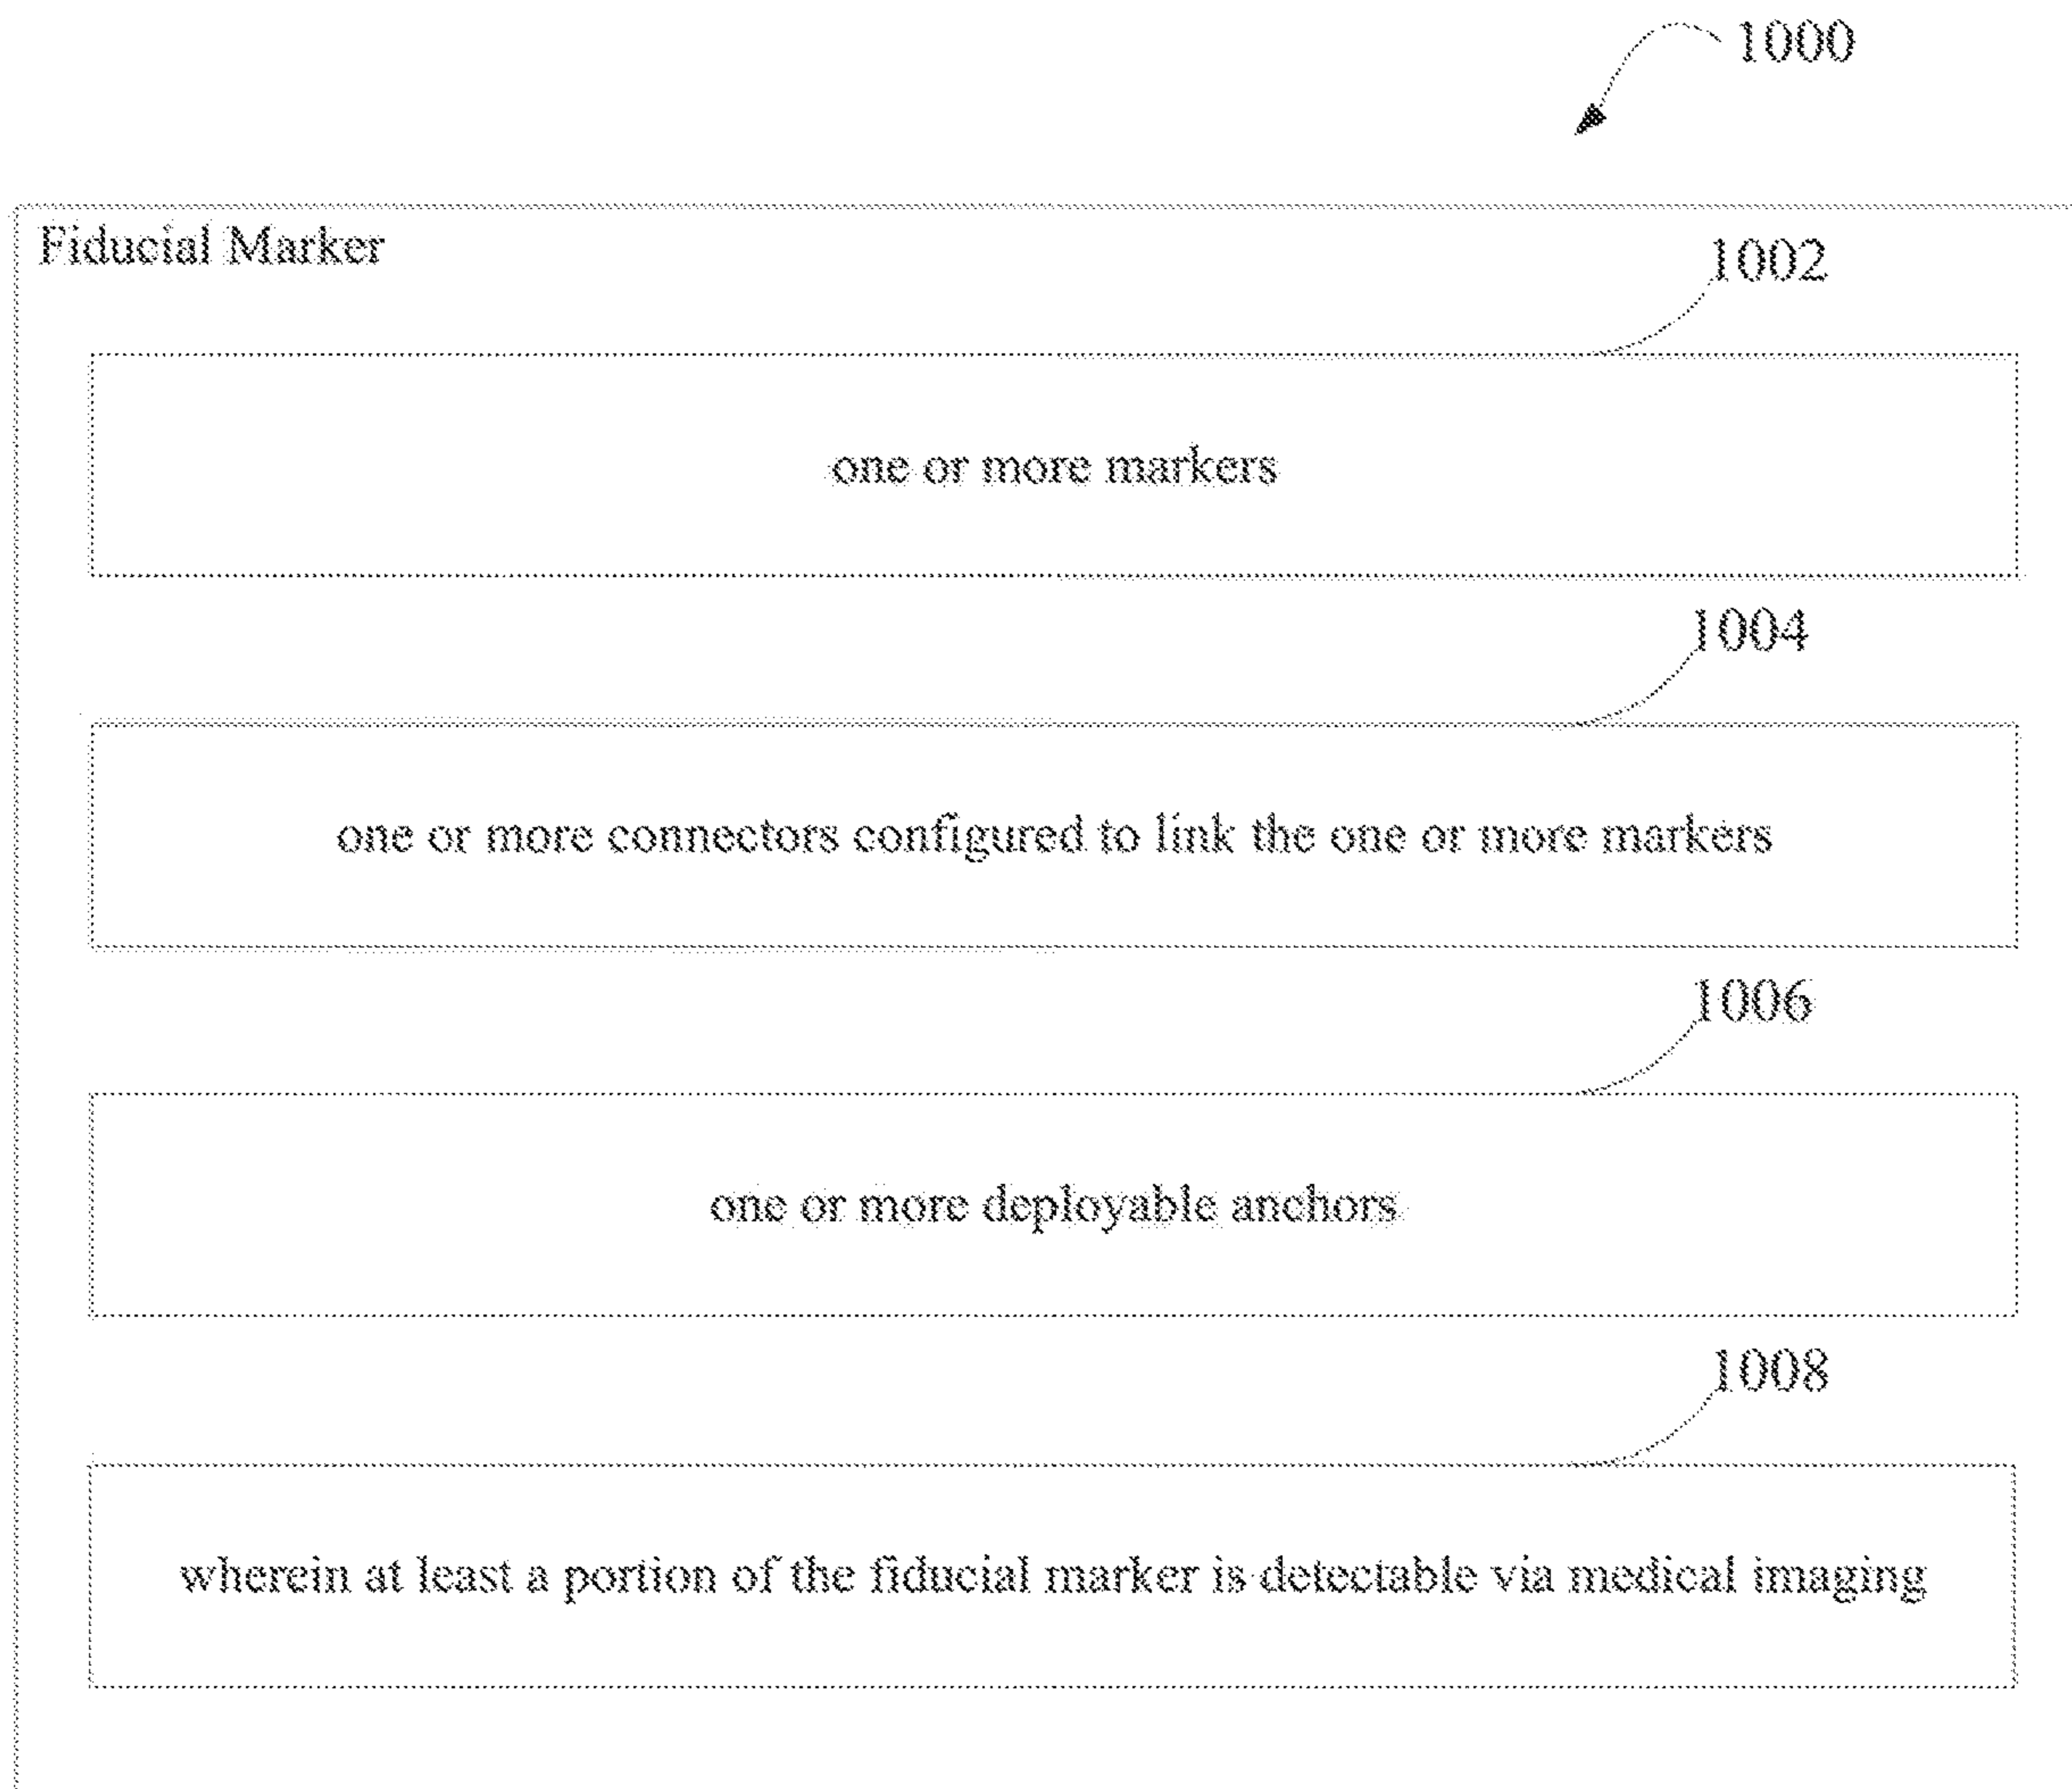 1000
Fiducial Marker
1002
one or more markers
1004
one or more connectors configured to link the one or more markers
1006
one or more deployable anchors
1008
wherein at least a portion of the fiducial marker is detectable via medical imaging